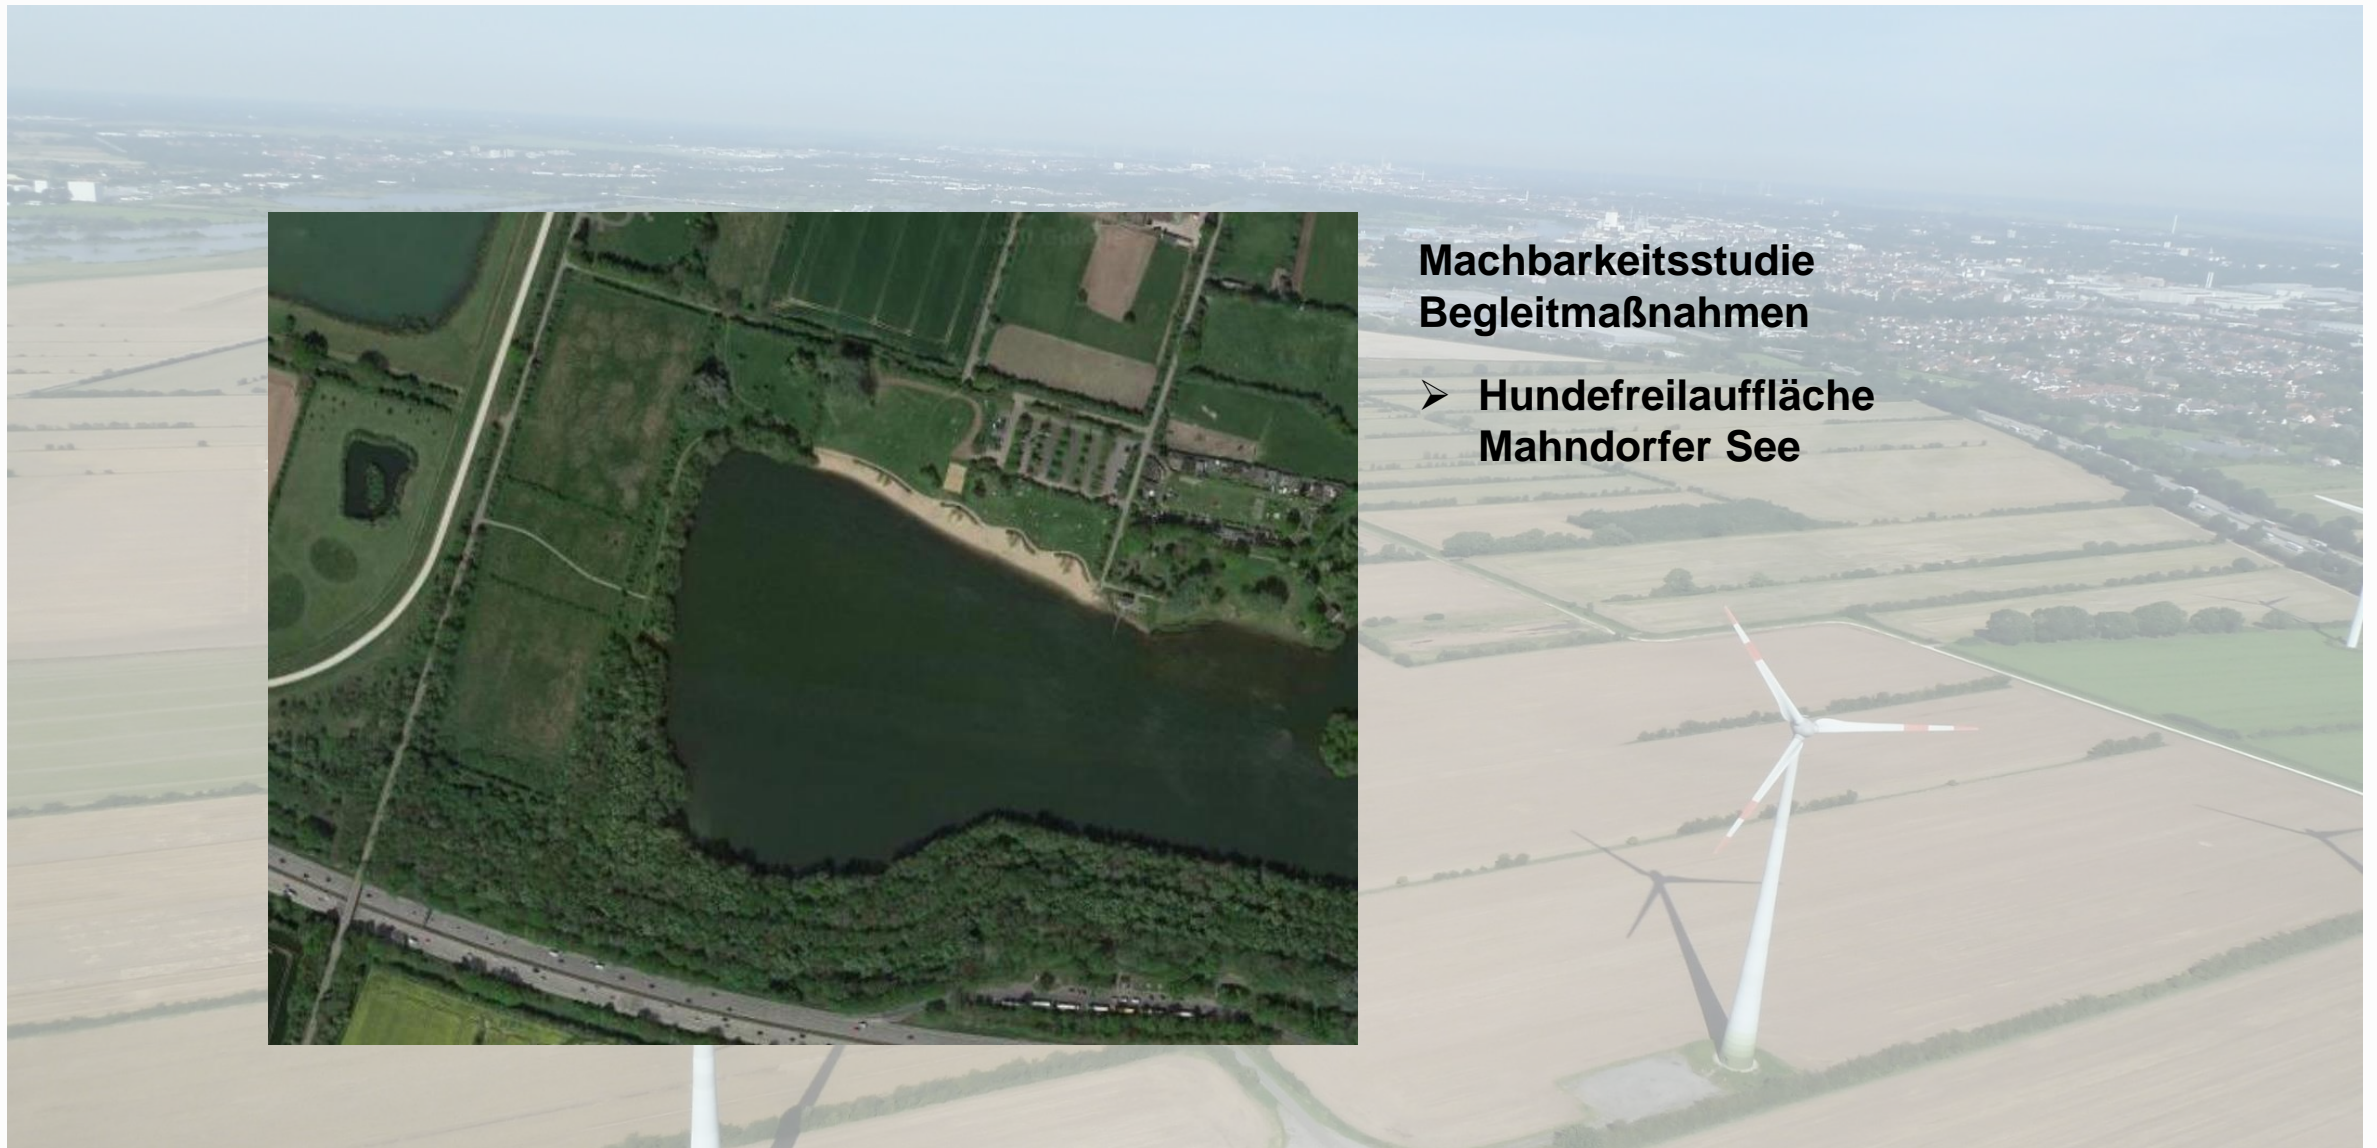 Machbarkeitsstudie
Begleitmaßnahmen
➢ Hundefreilauffläche
Mahndorfer See